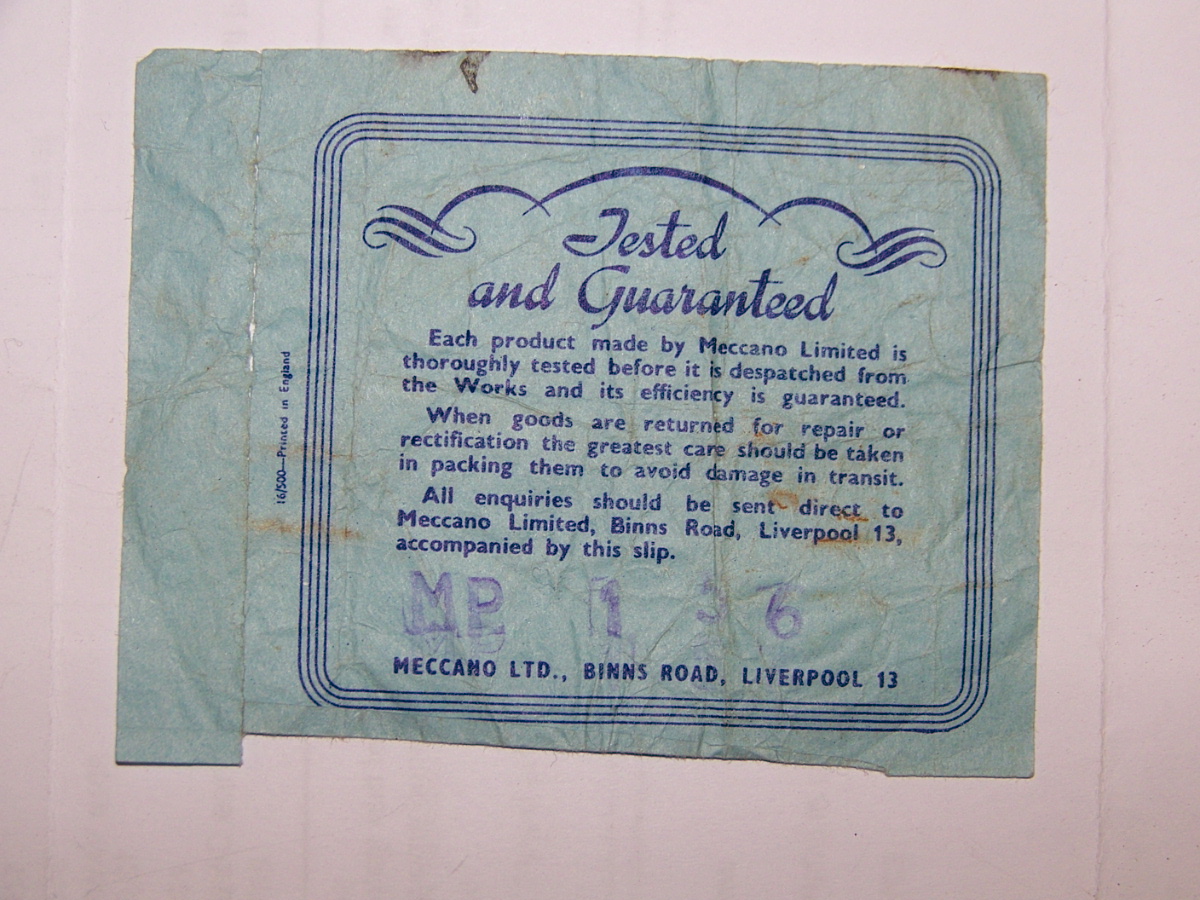 Tested
and Guaranteed
Each product made by Meccano Limited is
thoroughly tested before it is despatched from
the Works and its efficiency is guaranteed.
When goods are returned for repair or
rectification the greatest care should be taken
in packing them to avoid damage in transit.
All enquiries should be sent direct to
Meccano Limited, Binns Road, Liverpool 13,
accompanied by this slip.
MP 1 6
MECCANO LTD., BINNS ROAD, LIVERPOOL 13
16/500—Printed in England